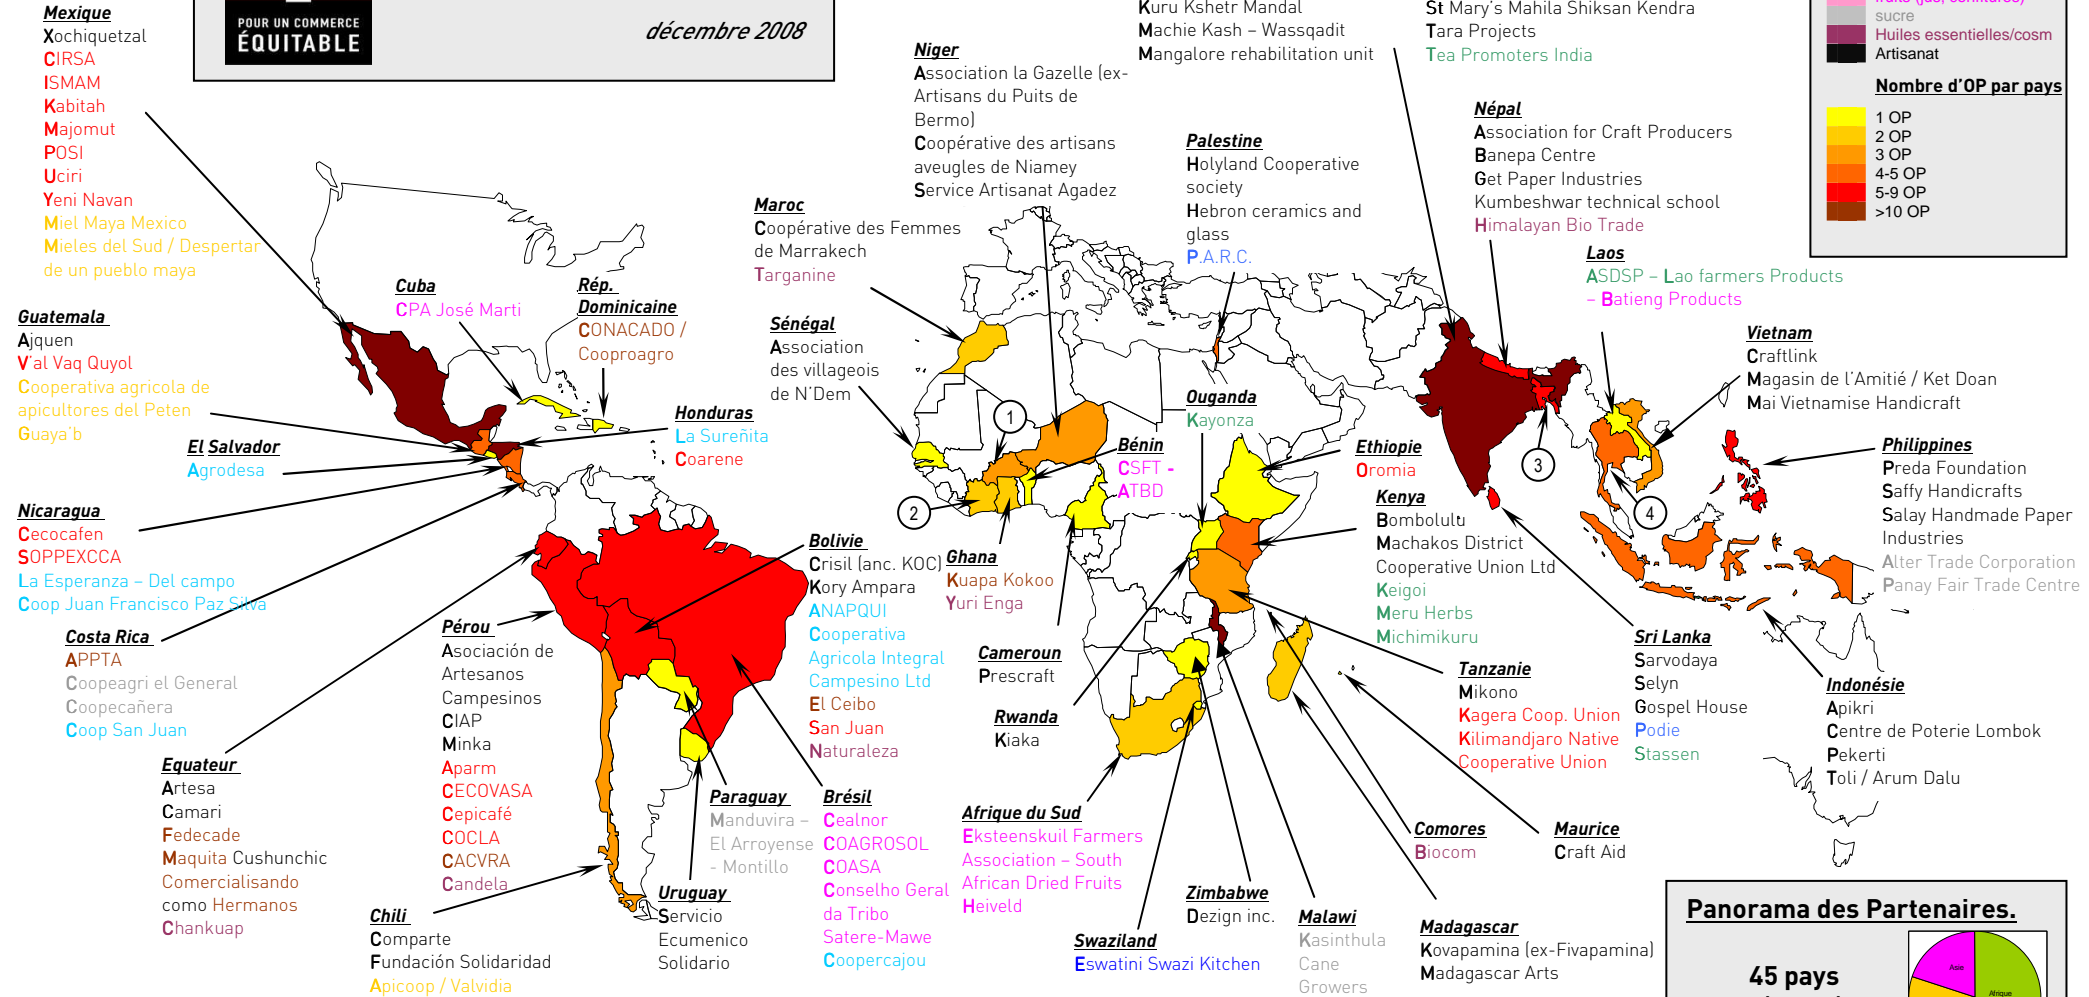 Mexique
Xochiquetzal
CIRSA
ISMAM
Kabitah
Majomut
POSI
Uciri
Yeni Navan
Miel Maya Mexico
Mieles del Sud / Despertar
de un pueblo maya
POUR UN COMMERCE
ÉQUITABLE
décembre 2008
Niger
Association la Gazelle (ex-
Artisans du Puits de
Bermo)
Coopérative des artisans
aveugles de Niamey
Service Artisanat Agadez
Kuru Kshetr Mandal
Machie Kash – Wassqadit
Mangalore rehabilitation unit
St Mary's Mahila Shiksan Kendra
Tara Projects
Tea Promoters India
fruits (jus, confitures)
sucre
Huiles essentielles/cosm
Artisanat
Nombre d'OP par pays
1 OP
2 OP
3 OP
4-5 OP
5-9 OP
>10 OP
Népal
Association for Craft Producers
Banepa Centre
Get Paper Industries
Kumbeshwar technical school
Himalayan Bio Trade
Palestine
Holyland Cooperative
society
Hebron ceramics and
glass
P.A.R.C.
Maroc
Coopérative des Femmes
de Marrakech
Targanine
Laos
ASDSP – Lao farmers Products
– Batieng Products
Cuba
CPA José Marti
Rép.
Dominicaine
CONACADO /
Cooproagro
Guatemala
Ajquen
V'al Vaq Quyol
Cooperativa agricola de
apicultores del Peten
Guaya'b
Sénégal
Association
des villageois
de N'Dem
Vietnam
Craftlink
Magasin de l'Amitié / Ket Doan
Mai Vietnamise Handicraft
El Salvador
Agrodesa
Honduras
La Sureñita
Coarene
1
2
3
4
Ouganda
Kayonza
Bénin
CSFT -
ATBD
Ethiopie
Oromia
Kenya
Bombolulu
Machakos District
Cooperative Union Ltd
Keigoi
Meru Herbs
Michimikuru
Philippines
Preda Foundation
Saffy Handicrafts
Salay Handmade Paper
Industries
Alter Trade Corporation
Panay Fair Trade Centre
Nicaragua
Cecocafen
SOPPEXCCA
La Esperanza – Del campo
Coop Juan Francisco Paz Silva
Costa Rica
APPTA
Coopeagri el General
Coopecañera
Coop San Juan
Bolivie
Crisil (anc. KOC)
Kory Ampara
ANAPQUI
Cooperativa
Agricola Integral
Campesino Ltd
El Ceibo
San Juan
Naturaleza
Ghana
Kuapa Kokoo
Yuri Enga
Pérou
Asociación de
Artesanos
Campesinos
CIAP
Minka
Aparm
CECOVASA
Cepicafé
COCLA
CACVRA
Candela
Cameroun
Prescraft
Rwanda
Kiaka
Tanzanie
Mikono
Kagera Coop. Union
Kilimandjaro Native
Cooperative Union
Sri Lanka
Sarvodaya
Selyn
Gospel House
Podie
Stassen
Indonésie
Apikri
Centre de Poterie Lombok
Pekerti
Toli / Arum Dalu
Equateur
Artesa
Camari
Fedecade
Maquita Cushunchic
Comercialisando
como Hermanos
Chankuap
Paraguay
Manduvira –
El Arroyense
- Montillo
Brésil
Cealnor
COAGROSOL
COASA
Conselho Geral
da Tribo
Satere-Mawe
Coopercajou
Afrique du Sud
Eksteenskuil Farmers
Association – South
African Dried Fruits
Heiveld
Comores
Biocom
Maurice
Craft Aid
Chili
Comparte
Fundación Solidaridad
Apicoop / Valvidia
Uruguay
Servicio
Ecumenico
Solidario
Swaziland
Eswatini Swazi Kitchen
Zimbabwe
Dezign inc.
Malawi
Kasinthula
Cane
Growers
Madagascar
Kovapamina (ex-Fivapamina)
Madagascar Arts
Panorama des Partenaires.
45 pays
Asie
Afrique